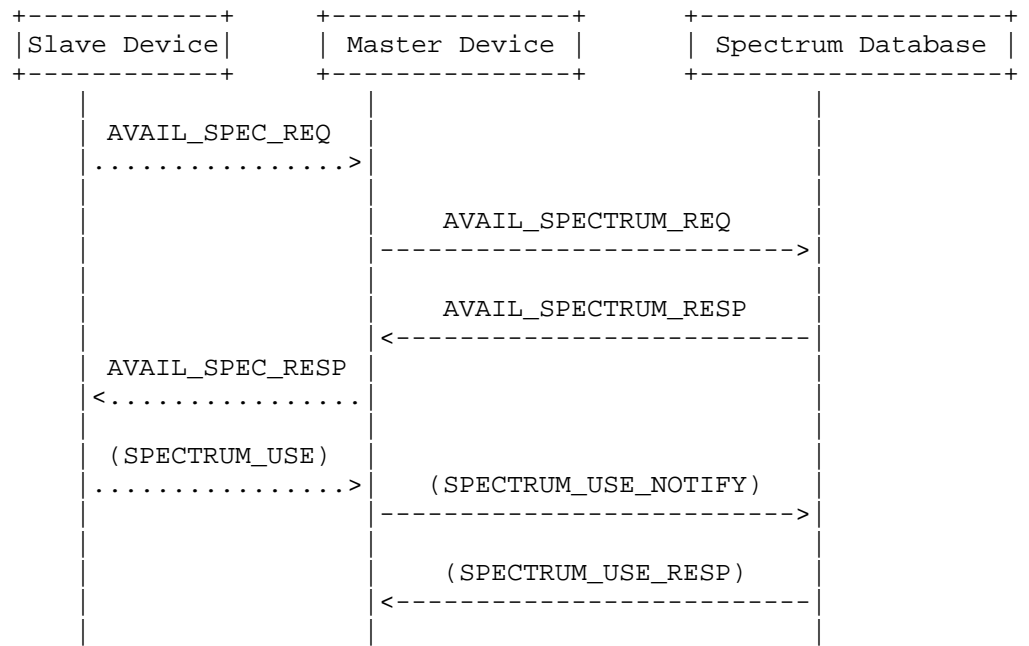 Slave Device Master Device Spectrum Database
AVAIL_SPEC_REQ
AVAIL_SPECTRUM_REQ
AVAIL_SPECTRUM_RESP
AVAIL_SPEC_RESP
(SPECTRUM_USE)
(SPECTRUM_USE_NOTIFY)
(SPECTRUM_USE_RESP)